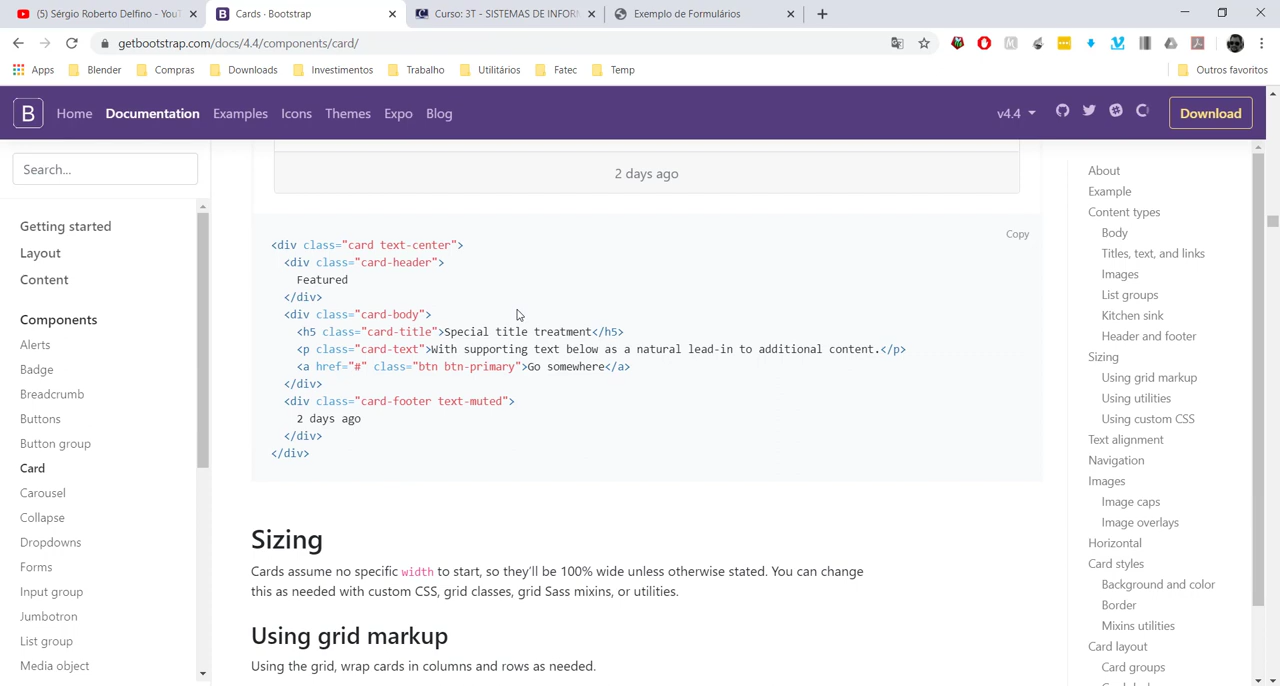 (5) Sérgio Roberto Delfino - YouT
Cards · Bootstrap
Curso: 3T - SISTEMAS DE INFORM
Exemplo de Formulários
getbootstrap.com/docs/4.4/components/card/
Apps
Blender
Compras
Downloads
Investimentos
Trabalho
Utilitários
Fatec
Temp
Outros favoritos
B
Home
Documentation
Examples
Icons
Themes
Expo
Blog
v4.4
Download
Search...
Getting started
Layout
Content
Components
Alerts
Badge
Breadcrumb
Buttons
Button group
Card
Carousel
Collapse
Dropdowns
Forms
Input group
Jumbotron
List group
Media object
2 days ago
Copy
<div class="card text-center">
<div class="card-header">
Featured
</div>
<div class="card-body">
<h5 class="card-title">Special title treatment</h5>
<p class="card-text">With supporting text below as a natural lead-in to additional content.</p>
<a href="#" class="btn btn-primary">Go somewhere</a>
</div>
<div class="card-footer text-muted">
2 days ago
</div>
</div>
Sizing
Cards assume no specific width to start, so they'll be 100% wide unless otherwise stated. You can change
this as needed with custom CSS, grid classes, grid Sass mixins, or utilities.
Using grid markup
Using the grid, wrap cards in columns and rows as needed.
About
Example
Content types
Body
Titles, text, and links
Images
List groups
Kitchen sink
Header and footer
Sizing
Using grid markup
Using utilities
Using custom CSS
Text alignment
Navigation
Images
Image caps
Image overlays
Horizontal
Card styles
Background and color
Border
Mixins utilities
Card layout
Card groups